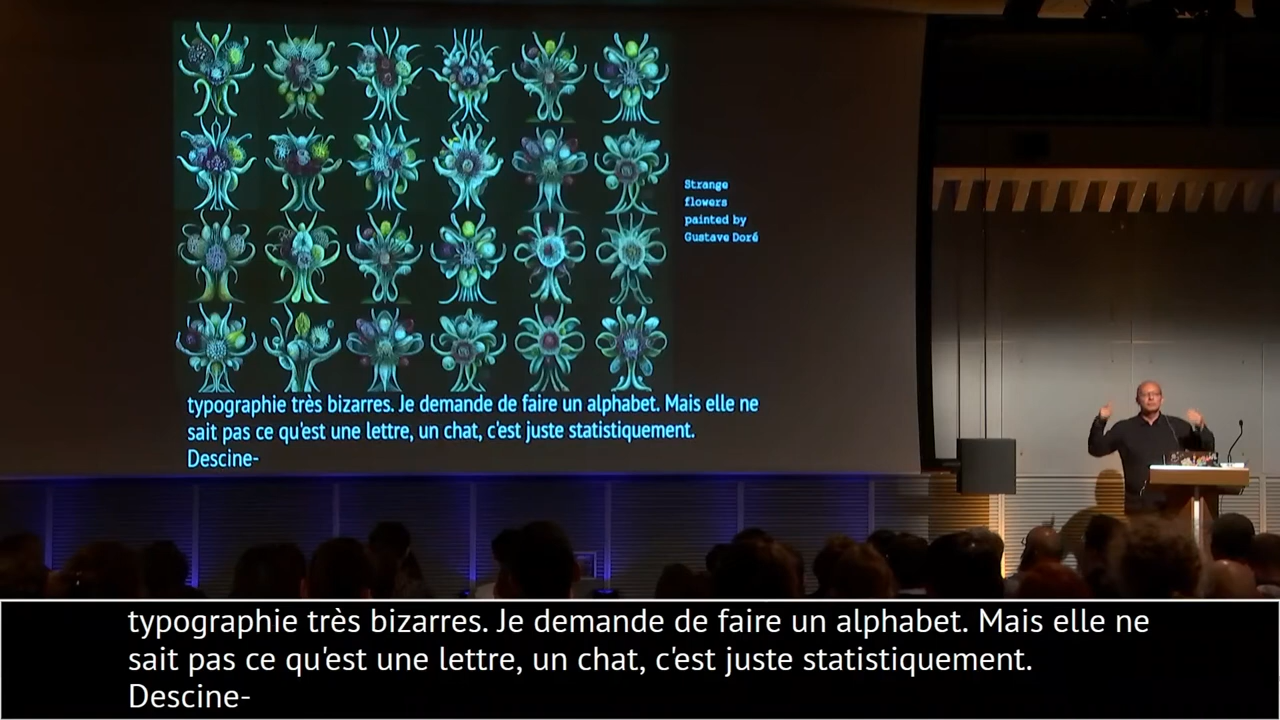 Strange
flowers
painted by
Gustave Doré
typographie très bizarres. Je demande de faire un alphabet. Mais elle ne
sait pas ce qu'est une lettre, un chat, c'est juste statistiquement.
Descine-
typographie très bizarres. Je demande de faire un alphabet. Mais elle ne
sait pas ce qu'est une lettre, un chat, c'est juste statistiquement.
Descine-